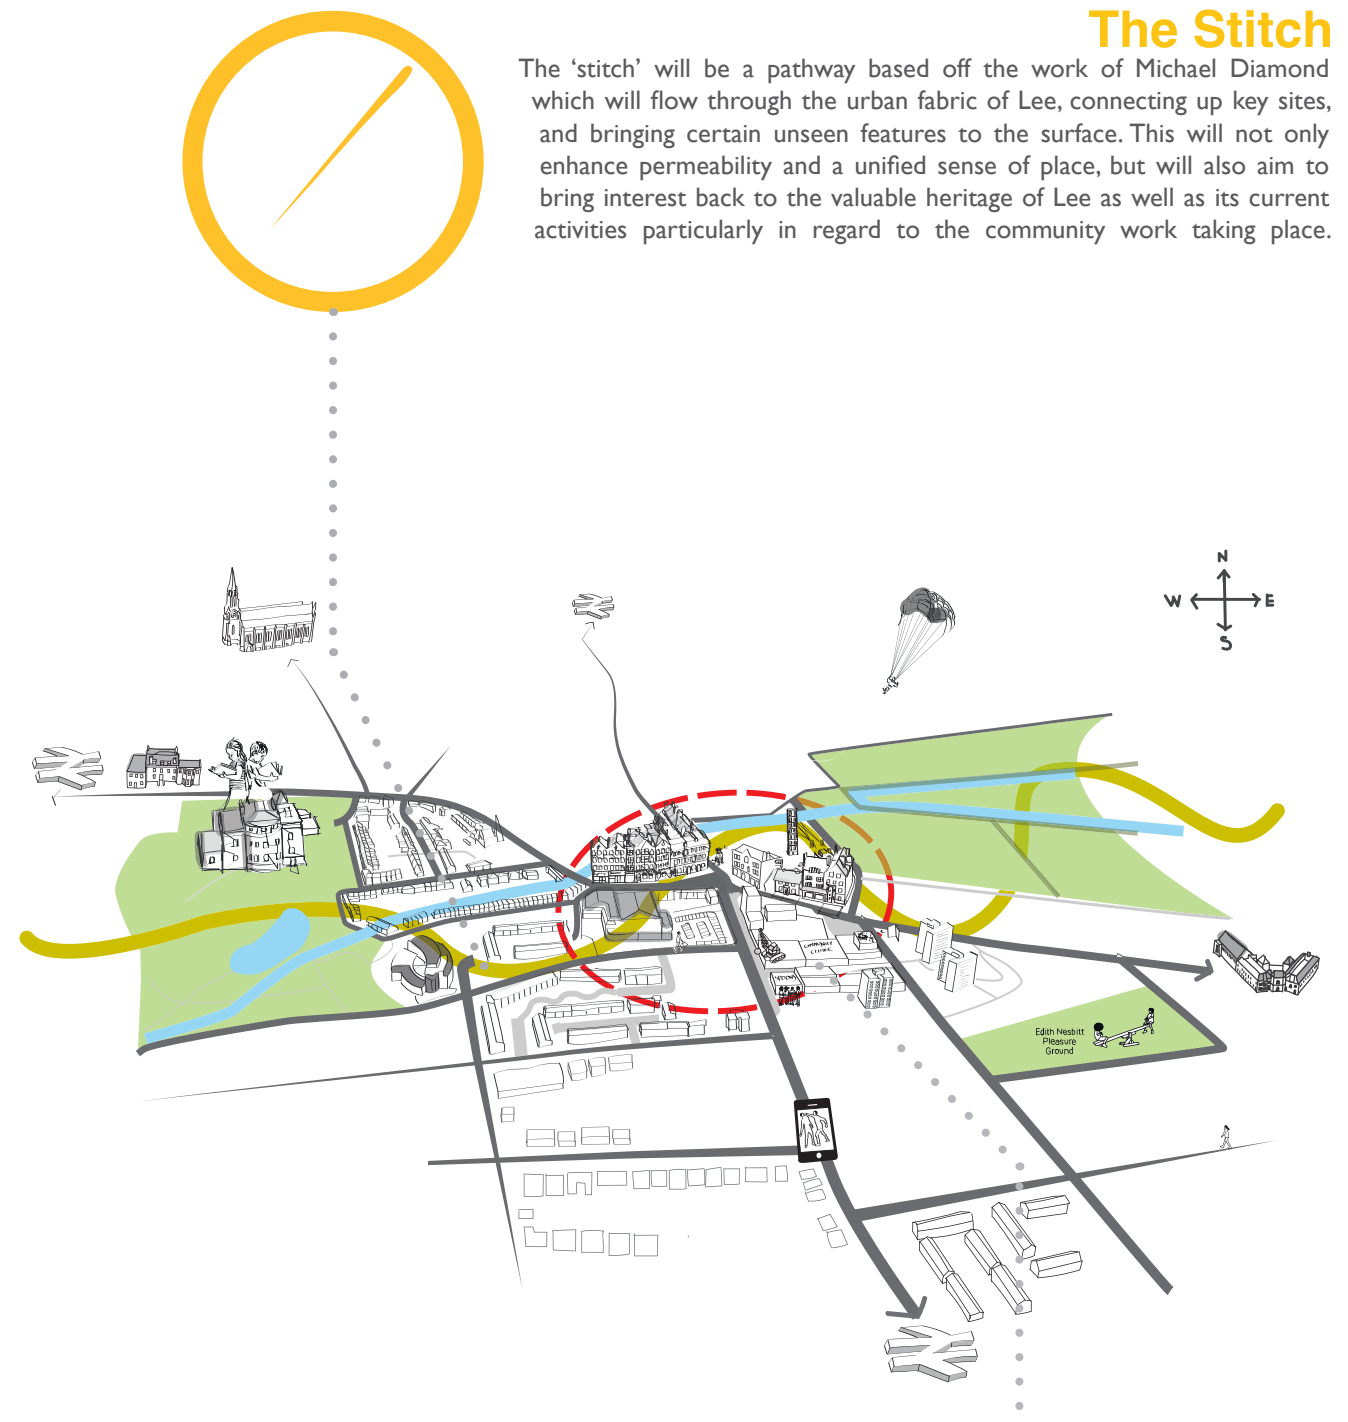 The Stitch
The ‘stitch’ will be a pathway based off the work of Michael Diamond
which will flow through the urban fabric of Lee, connecting up key sites,
and bringing certain unseen features to the surface. This will not only
enhance permeability and a unified sense of place, but will also aim to
bring interest back to the valuable heritage of Lee as well as its current
activities particularly in regard to the community work taking place.
N
W E
S
Edith Nesbitt
Pleasure
Ground